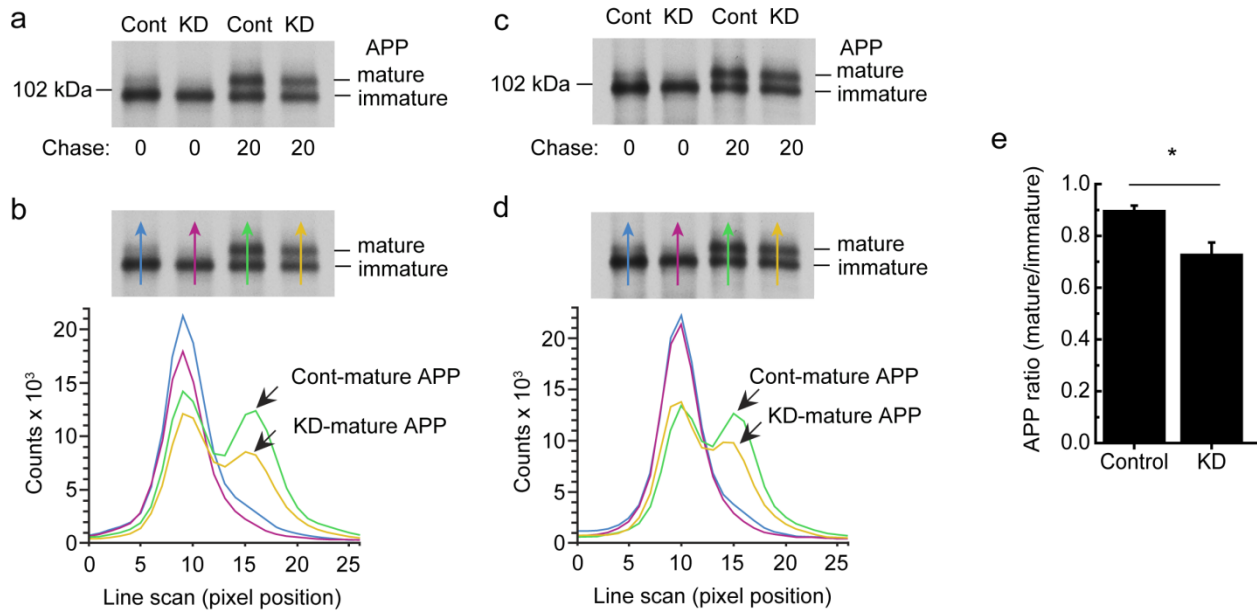 a
Cont KD Cont KD
APP
102 kDa
mature
immature
Chase: 0 0 20 20
b
mature
immature
Counts x 10³
20
15
10
5
0
Cont-mature APP
KD-mature APP
0 5 10 15 20 25
Line scan (pixel position)
c
Cont KD Cont KD
APP
102 kDa
mature
immature
Chase: 0 0 20 20
d
mature
immature
Counts x 10³
20
15
10
5
0
Cont-mature APP
KD-mature APP
0 5 10 15 20 25
Line scan (pixel position)
e
*
APP ratio (mature/immature)
1.0
0.8
0.6
0.4
0.2
0.0
Control KD